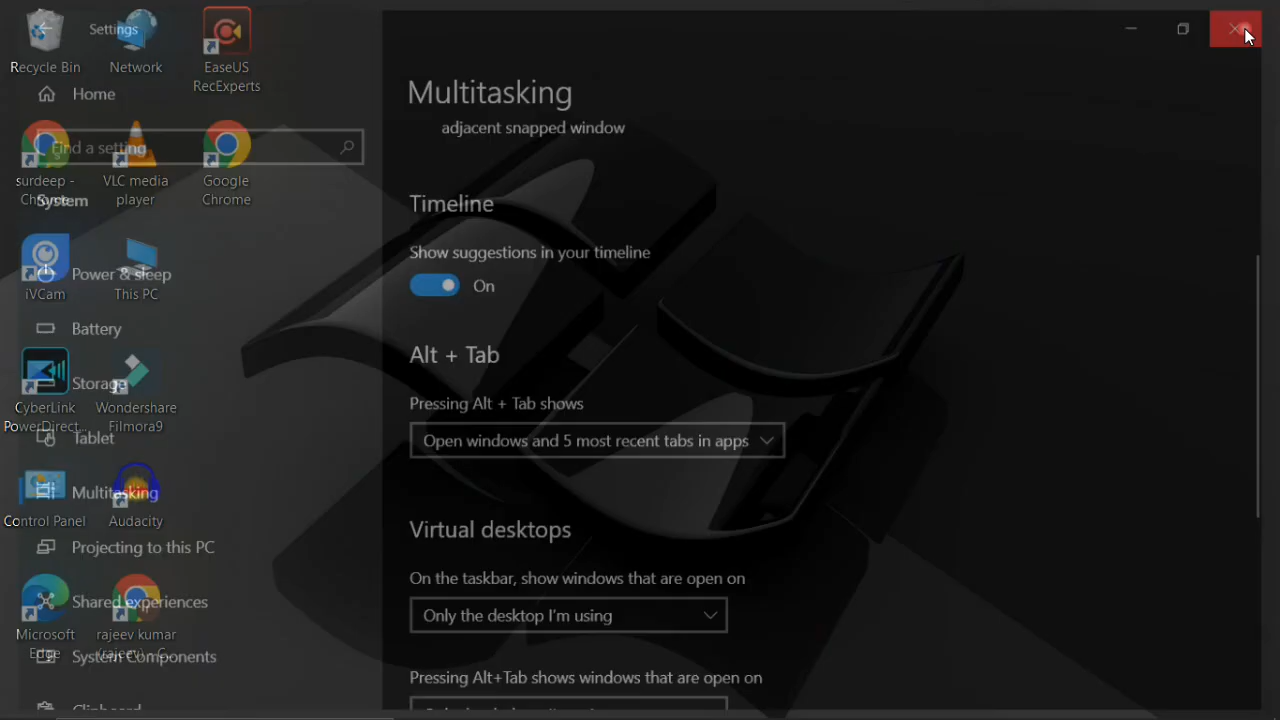 Settings
Home
Find a setting
System
Power & sleep
Battery
Storage
Tablet
Multitasking
Projecting to this PC
Shared experiences
System Components
Clipboard
Recycle Bin
Network
EaseUS
RecExperts
surdeep -
Chrome
VLC media
player
Google
Chrome
iVCam
This PC
CyberLink
PowerDirect...
Wondershare
Filmora9
Control Panel
Audacity
Microsoft
Edge
rajeev kumar
(rajeev) - C...
Multitasking
adjacent snapped window
Timeline
Show suggestions in your timeline
On
Alt + Tab
Pressing Alt + Tab shows
Open windows and 5 most recent tabs in apps
Virtual desktops
On the taskbar, show windows that are open on
Only the desktop I'm using
Pressing Alt+Tab shows windows that are open on